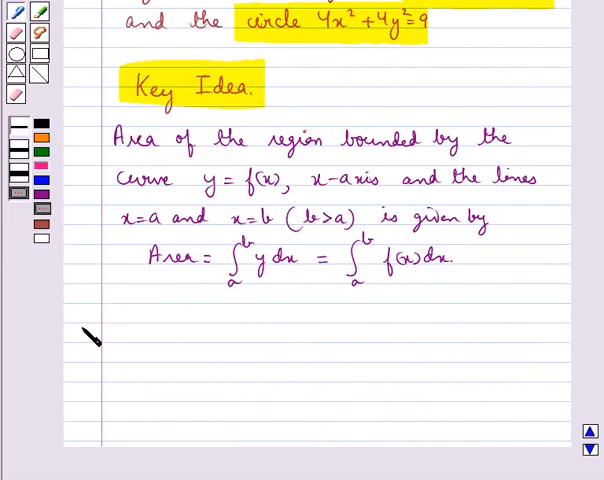 and the circle 4x² + 4y² = 9
Key Idea.
Area of the region bounded by the
curve y = f(x), x-axis and the lines
x=a and x=b (b>a) is given by
Area = ∫ₐᵇ y dx = ∫ₐᵇ f(x) dx.